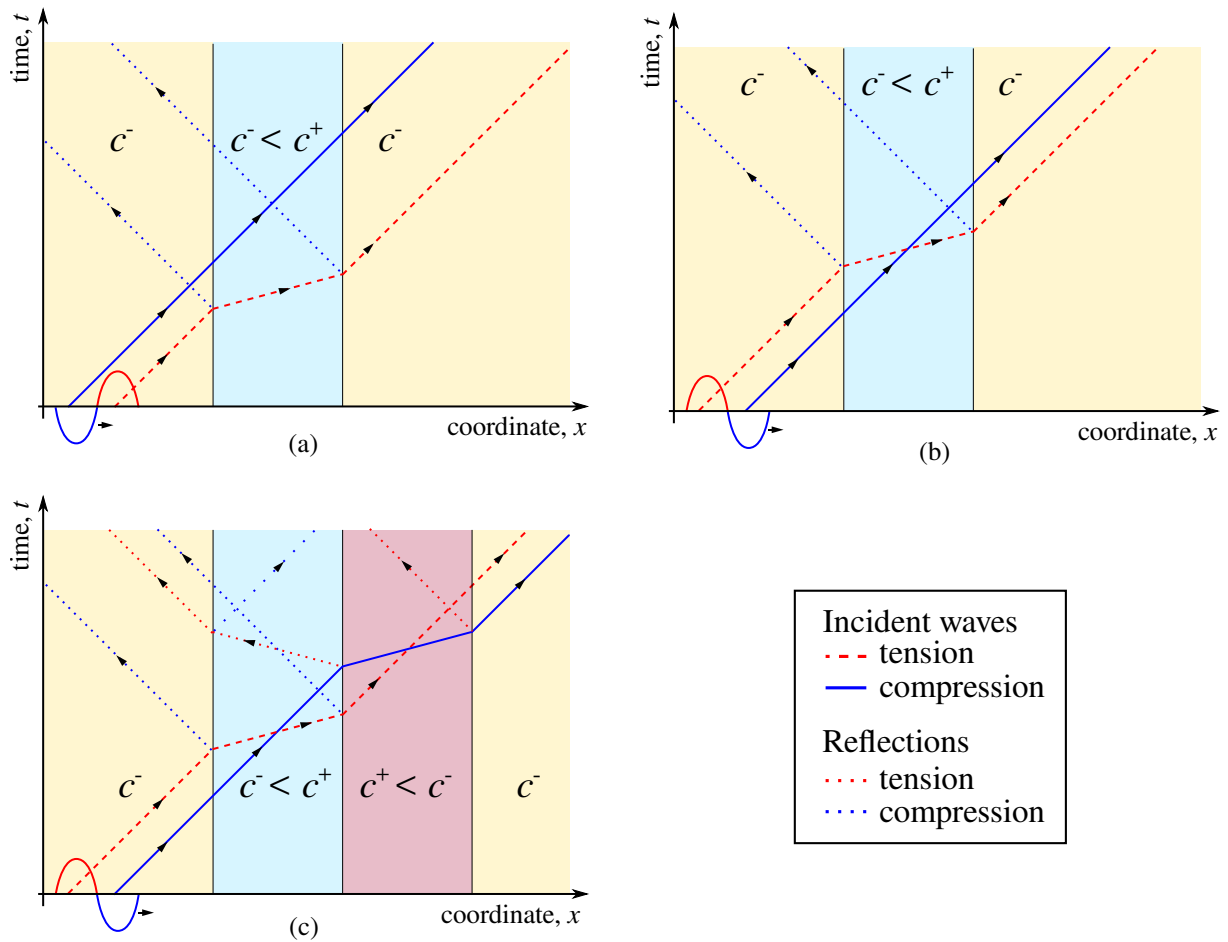 time, t
c⁻
c⁻ < c⁺
c⁻
coordinate, x
(a)
time, t
c⁻
c⁻ < c⁺
c⁻
coordinate, x
(b)
time, t
c⁻
c⁻ < c⁺
c⁺ < c⁻
c⁻
coordinate, x
(c)
Incident waves
tension
compression
Reflections
tension
compression